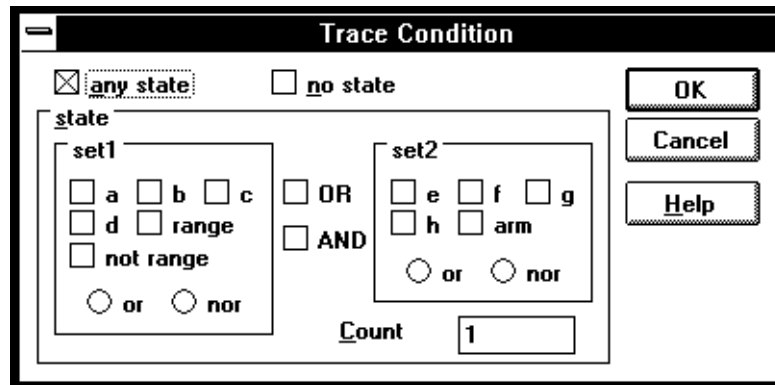 Trace Condition
any state no state OK
state
set1 set2 Cancel
a b c OR e f g Help
d range AND h arm
not range
or nor or nor
Count 1